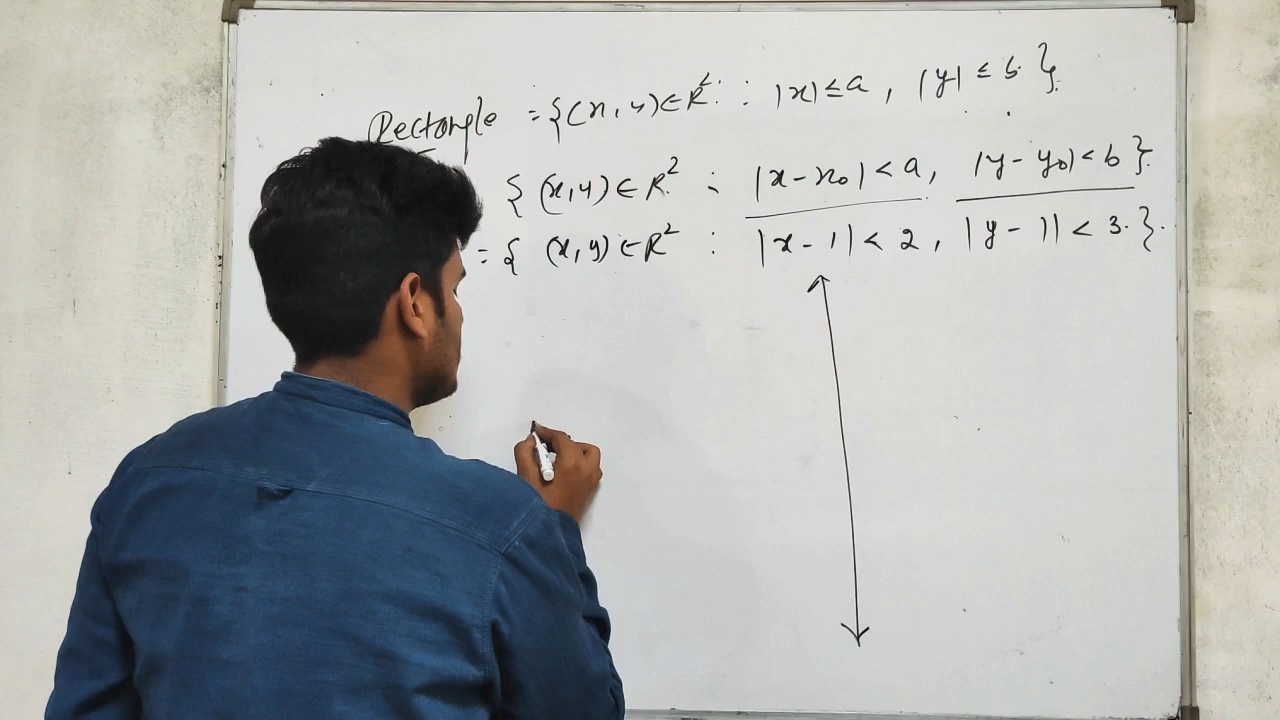 Rectangle = {(x, y) ∈ R² : |x| ≤ a , |y| ≤ b }
{ (x, y) ∈ R² : |x - x₀| < a , |y - y₀| < b }
= { (x, y) ∈ R² : |x - 1| < 2 , |y - 1| < 3. }.